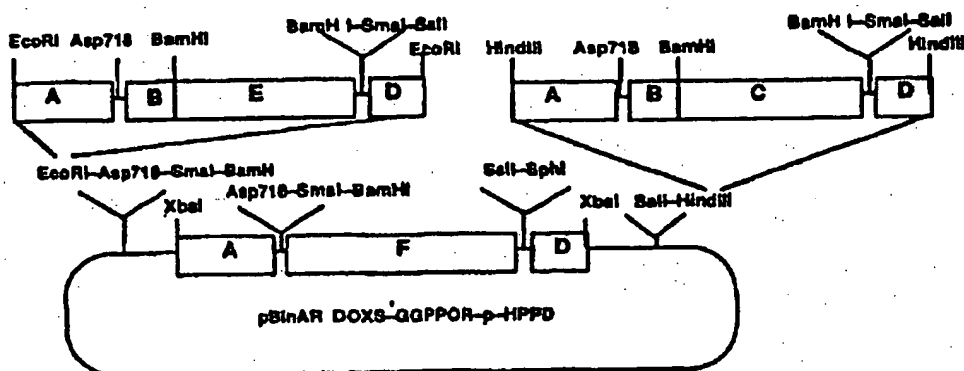 BamH I-SmaI-SalI
EcoRI Asp718 BamHI
EcoRI
A B E D
BamH I-SmaI-SalI
HindIII Asp718 BamHI
HindIII
A B C D
EcoRI-Asp718-SmaI-BamHI
XbaI
Asp718-SmaI-BamHI
SalI-SphI
XbaI SalI-HindIII
A F D
pBinAR DOXS-GGPPOR-p-HPPD